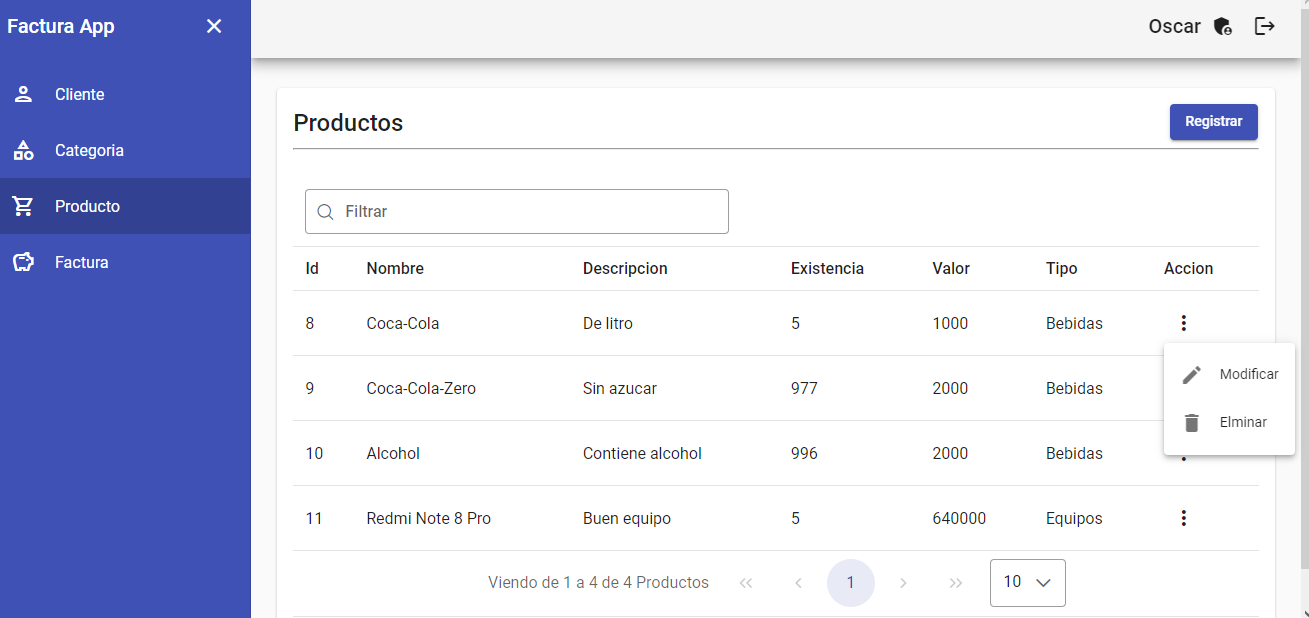 Factura App
Oscar
Cliente
Categoria
Producto
Factura
Productos
Registrar
Filtrar
Id Nombre Descripcion Existencia Valor Tipo Accion
8 Coca-Cola De litro 5 1000 Bebidas
Modificar
9 Coca-Cola-Zero Sin azucar 977 2000 Bebidas
Elminar
10 Alcohol Contiene alcohol 996 2000 Bebidas
11 Redmi Note 8 Pro Buen equipo 5 640000 Equipos
Viendo de 1 a 4 de 4 Productos 1 10